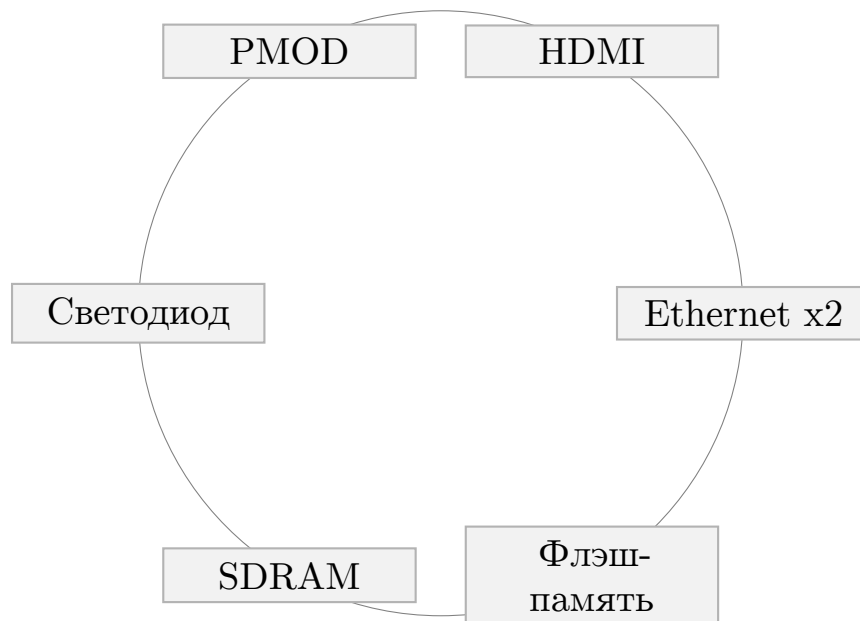 PMOD
HDMI
Светодиод
Ethernet x2
SDRAM
Флэш-
память